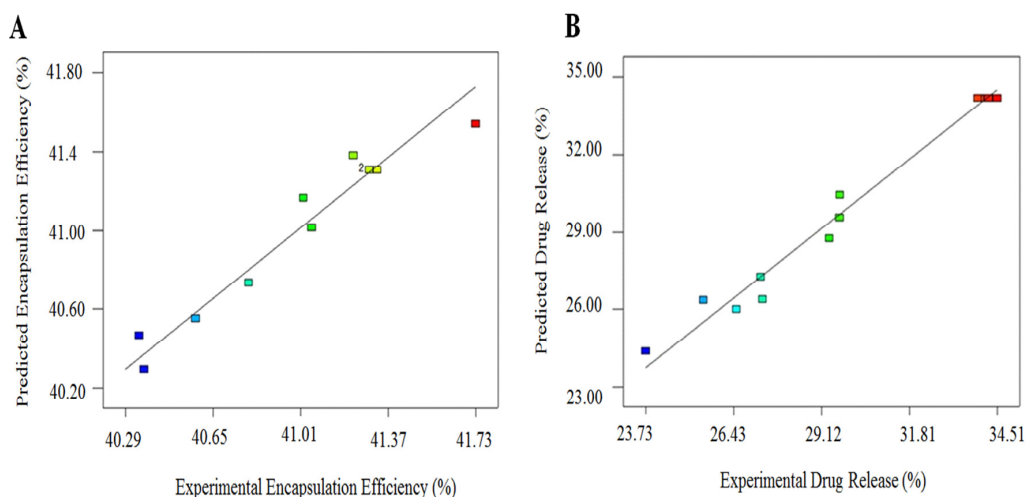 A
Predicted Encapsulation Efficiency (%)
41.80
41.4
41.00
40.60
40.20
2
40.29 40.65 41.01 41.37 41.73
Experimental Encapsulation Efficiency (%)
B
Predicted Drug Release (%)
35.00
32.00
29.00
26.00
23.00
23.73 26.43 29.12 31.81 34.51
Experimental Drug Release (%)